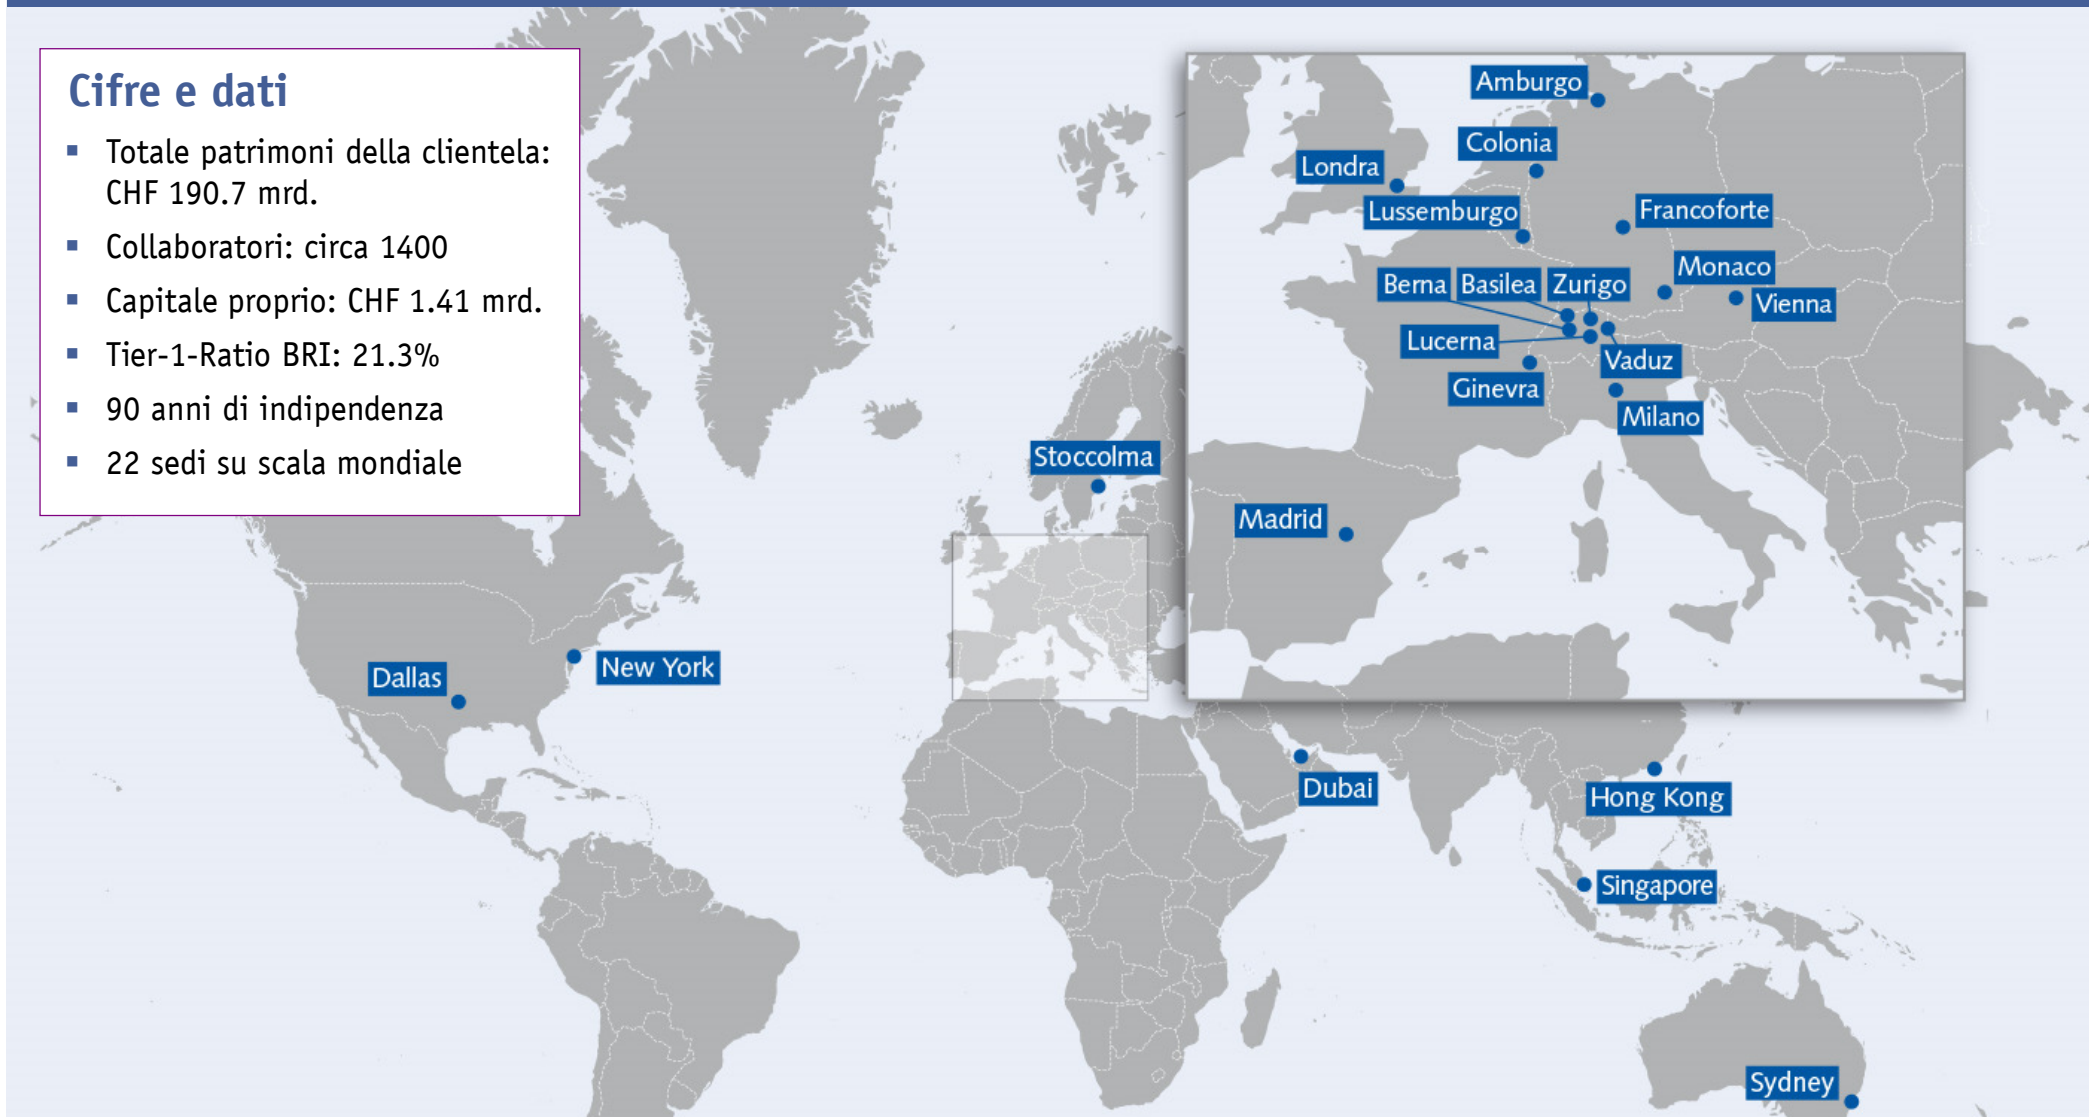 Cifre e dati
▪ Totale patrimoni della clientela:
CHF 190.7 mrd.
▪ Collaboratori: circa 1400
▪ Capitale proprio: CHF 1.41 mrd.
▪ Tier-1-Ratio BRI: 21.3%
▪ 90 anni di indipendenza
▪ 22 sedi su scala mondiale
Amburgo
Colonia
Londra
Lussemburgo
Francoforte
Monaco
Berna Basilea Zurigo
Vienna
Lucerna
Vaduz
Ginevra
Milano
Stoccolma
Madrid
New York
Dallas
Dubai
Hong Kong
Singapore
Sydney